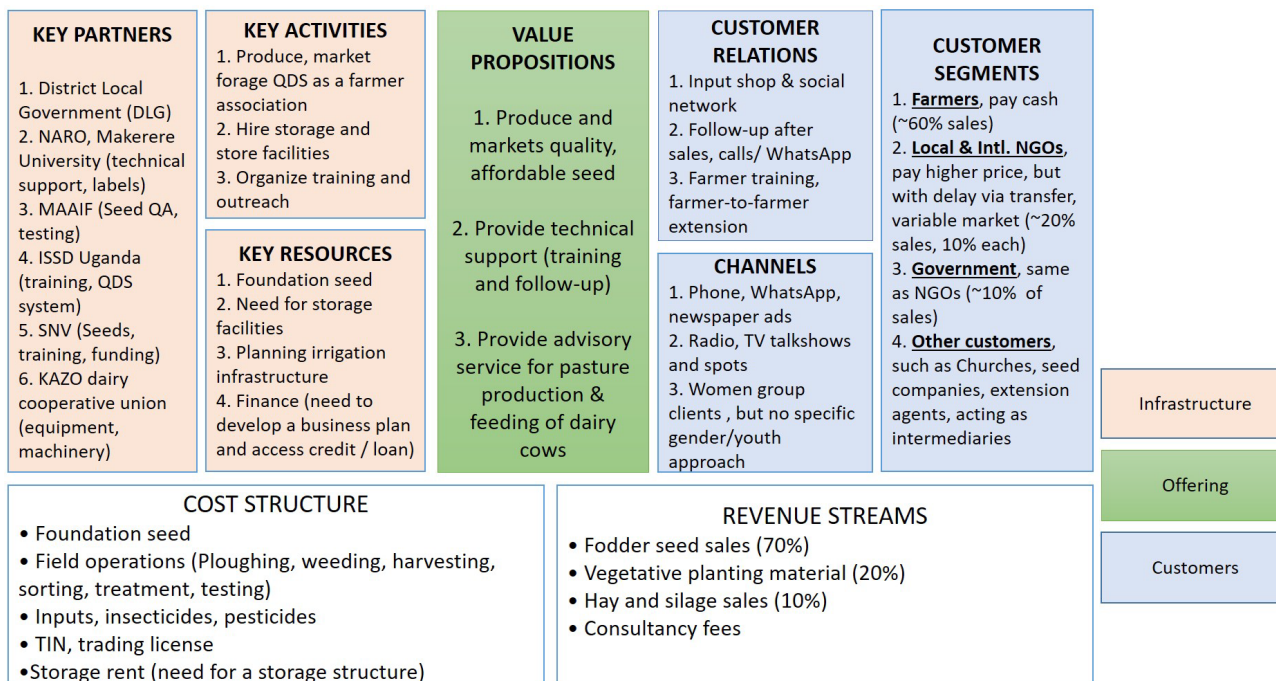 KEY PARTNERS
1. District Local
Government (DLG)
2. NARO, Makerere
University (technical
support, labels)
3. MAAIF (Seed QA,
testing)
4. ISSD Uganda
(training, QDS
system)
5. SNV (Seeds,
training, funding)
6. KAZO dairy
cooperative union
(equipment,
machinery)
KEY ACTIVITIES
1. Produce, market
forage QDS as a farmer
association
2. Hire storage and
store facilities
3. Organize training and
outreach
KEY RESOURCES
1. Foundation seed
2. Need for storage
facilities
3. Planning irrigation
infrastructure
4. Finance (need to
develop a business plan
and access credit / loan)
VALUE
PROPOSITIONS
1. Produce and
markets quality,
affordable seed
2. Provide technical
support (training
and follow-up)
3. Provide advisory
service for pasture
production &
feeding of dairy
cows
CUSTOMER
RELATIONS
1. Input shop & social
network
2. Follow-up after
sales, calls/ WhatsApp
3. Farmer training,
farmer-to-farmer
extension
CHANNELS
1. Phone, WhatsApp,
newspaper ads
2. Radio, TV talkshows
and spots
3. Women group
clients , but no specific
gender/youth
approach
CUSTOMER
SEGMENTS
1. Farmers, pay cash
(~60% sales)
2. Local & Intl. NGOs,
pay higher price, but
with delay via transfer,
variable market (~20%
sales, 10% each)
3. Government, same
as NGOs (~10% of
sales)
4. Other customers,
such as Churches, seed
companies, extension
agents, acting as
intermediaries
Infrastructure
Offering
Customers
COST STRUCTURE
• Foundation seed
• Field operations (Ploughing, weeding, harvesting,
sorting, treatment, testing)
• Inputs, insecticides, pesticides
• TIN, trading license
•Storage rent (need for a storage structure)
REVENUE STREAMS
• Fodder seed sales (70%)
• Vegetative planting material (20%)
• Hay and silage sales (10%)
• Consultancy fees